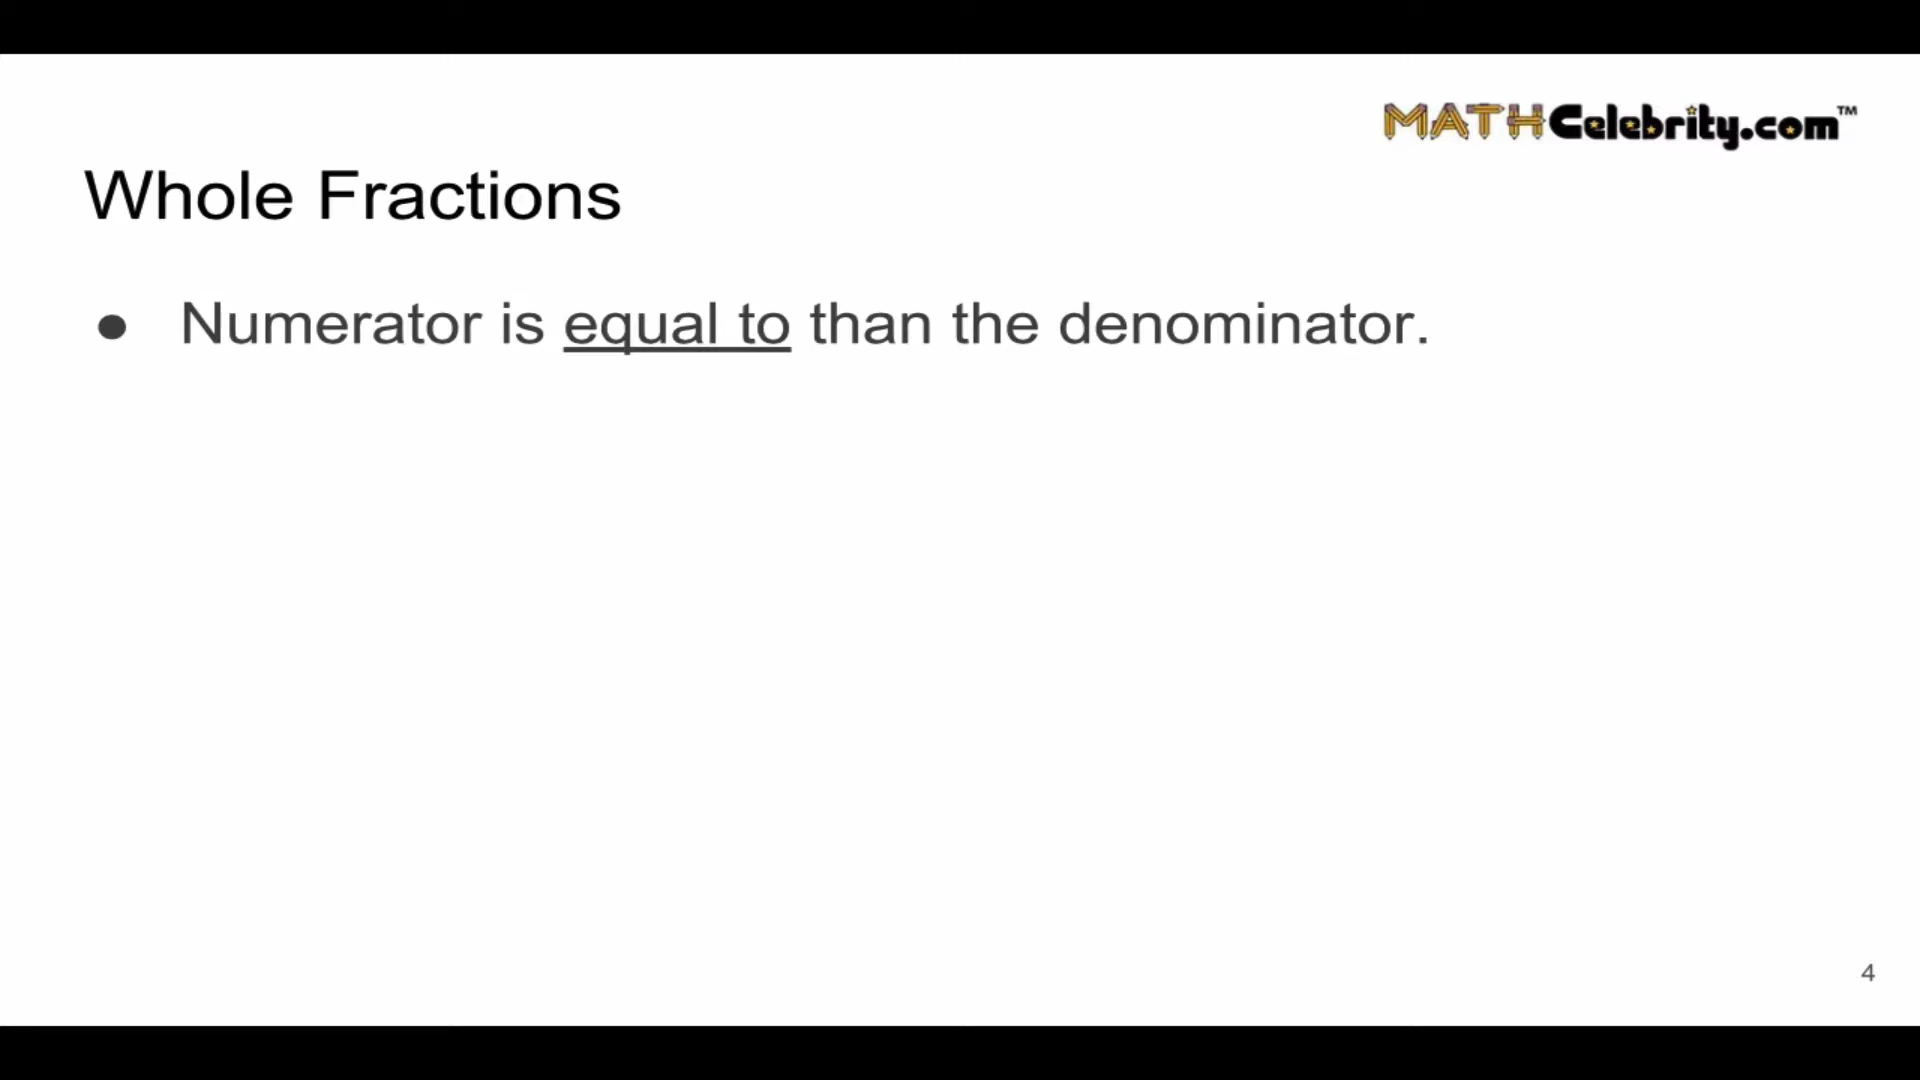 MATHCelebrity.com™
Whole Fractions
● Numerator is equal to than the denominator.
4